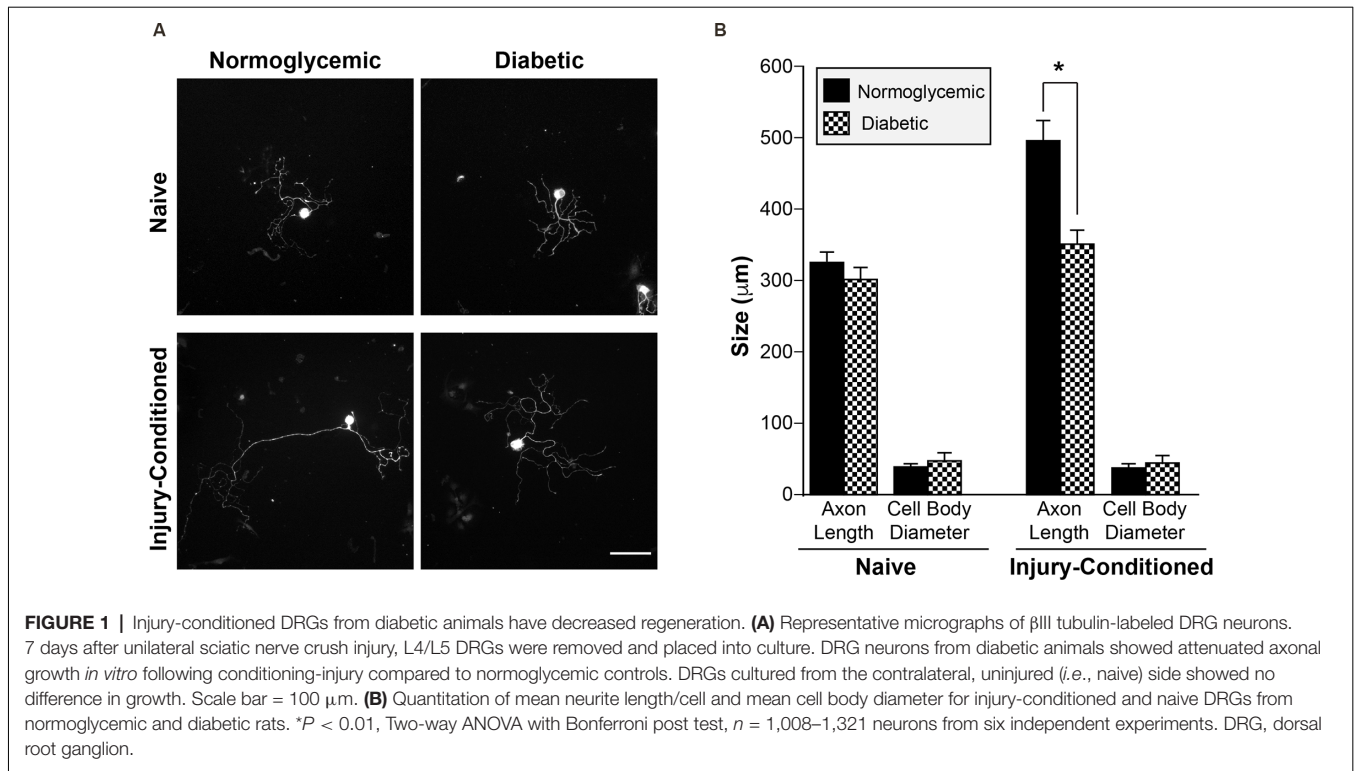 A
B
Normoglycemic
Diabetic
Naive
Injury-Conditioned
600
500
400
300
200
100
0
Size (μm)
Normoglycemic
Diabetic
*
Axon
Length
Cell Body
Diameter
Axon
Length
Cell Body
Diameter
Naive
Injury-Conditioned
FIGURE 1 | Injury-conditioned DRGs from diabetic animals have decreased regeneration. (A) Representative micrographs of βIII tubulin-labeled DRG neurons.
7 days after unilateral sciatic nerve crush injury, L4/L5 DRGs were removed and placed into culture. DRG neurons from diabetic animals showed attenuated axonal
growth in vitro following conditioning-injury compared to normoglycemic controls. DRGs cultured from the contralateral, uninjured (i.e., naive) side showed no
difference in growth. Scale bar = 100 μm. (B) Quantitation of mean neurite length/cell and mean cell body diameter for injury-conditioned and naive DRGs from
normoglycemic and diabetic rats. *P < 0.01, Two-way ANOVA with Bonferroni post test, n = 1,008–1,321 neurons from six independent experiments. DRG, dorsal
root ganglion.